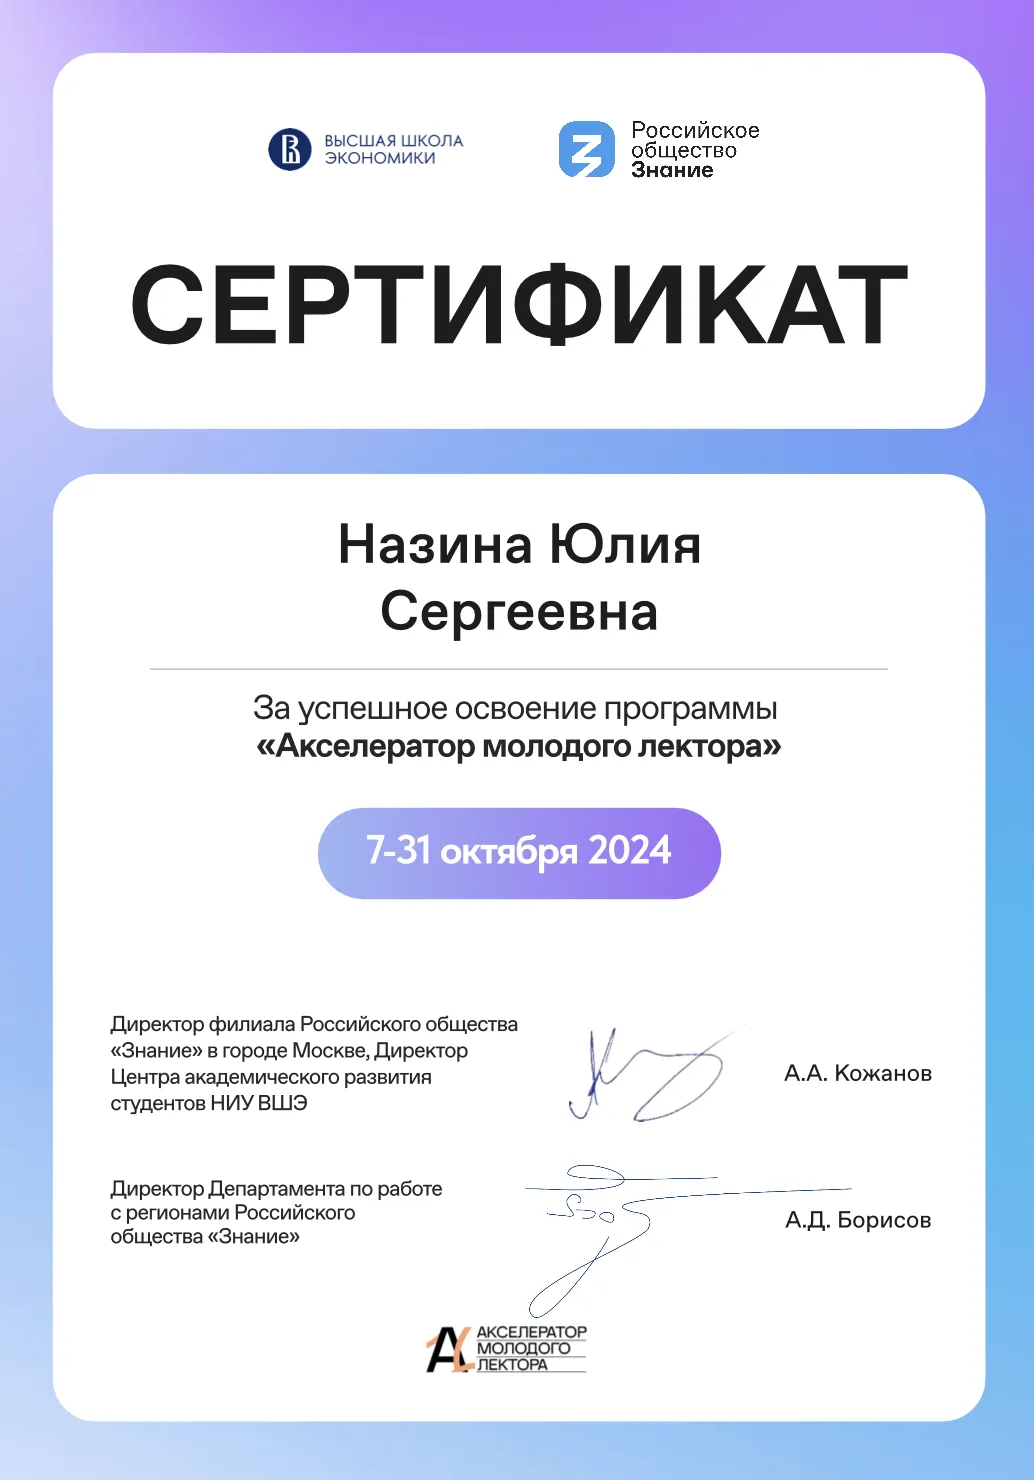 ВЫСШАЯ ШКОЛА
ЭКОНОМИКИ
Российское
общество
Знание
СЕРТИФИКАТ
Назина Юлия
Сергеевна
За успешное освоение программы
«Акселератор молодого лектора»
7-31 октября 2024
Директор филиала Российского общества
«Знание» в городе Москве, Директор
Центра академического развития
студентов НИУ ВШЭ
А.А. Кожанов
Директор Департамента по работе
с регионами Российского
общества «Знание»
А.Д. Борисов
АКСЕЛЕРАТОР
МОЛОДОГО
ЛЕКТОРА